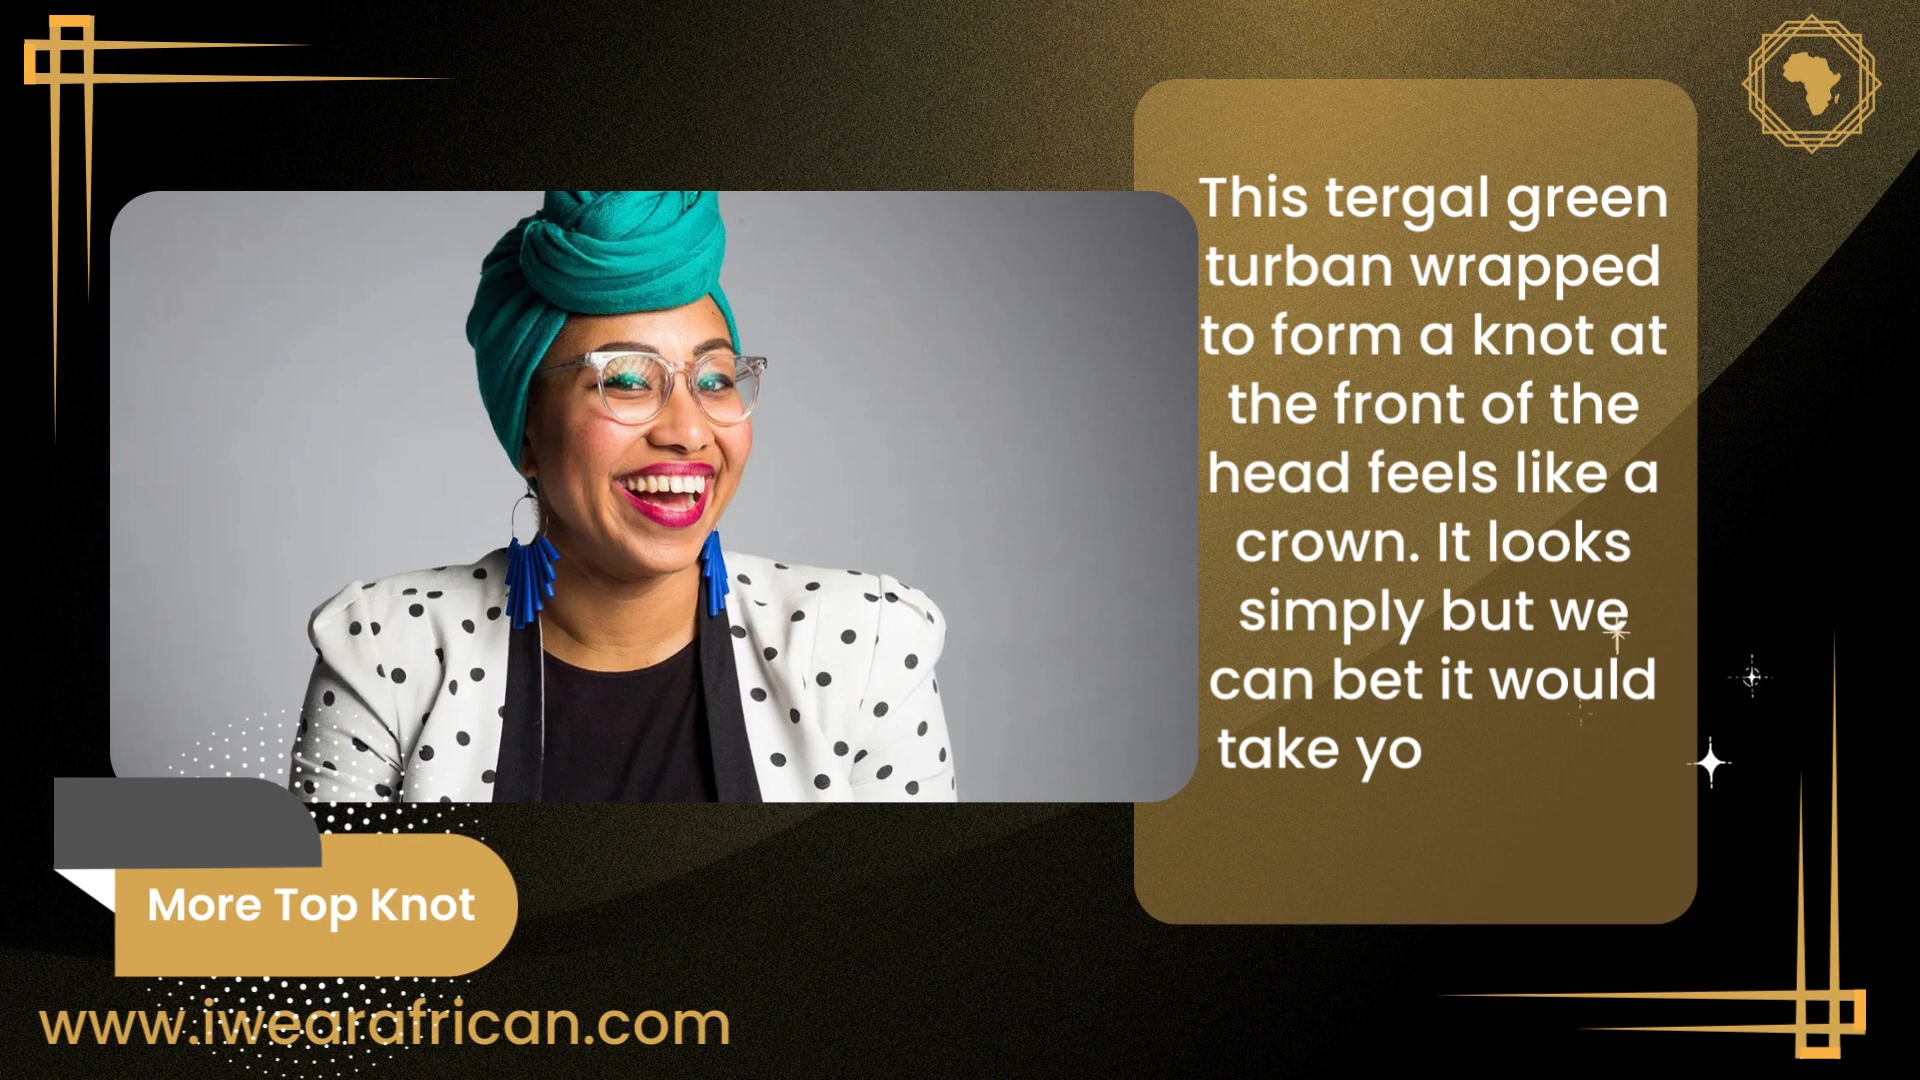 This tergal green
turban wrapped
to form a knot at
the front of the
head feels like a
crown. It looks
simply but we
can bet it would
take yo
More Top Knot
www.iwearafrican.com